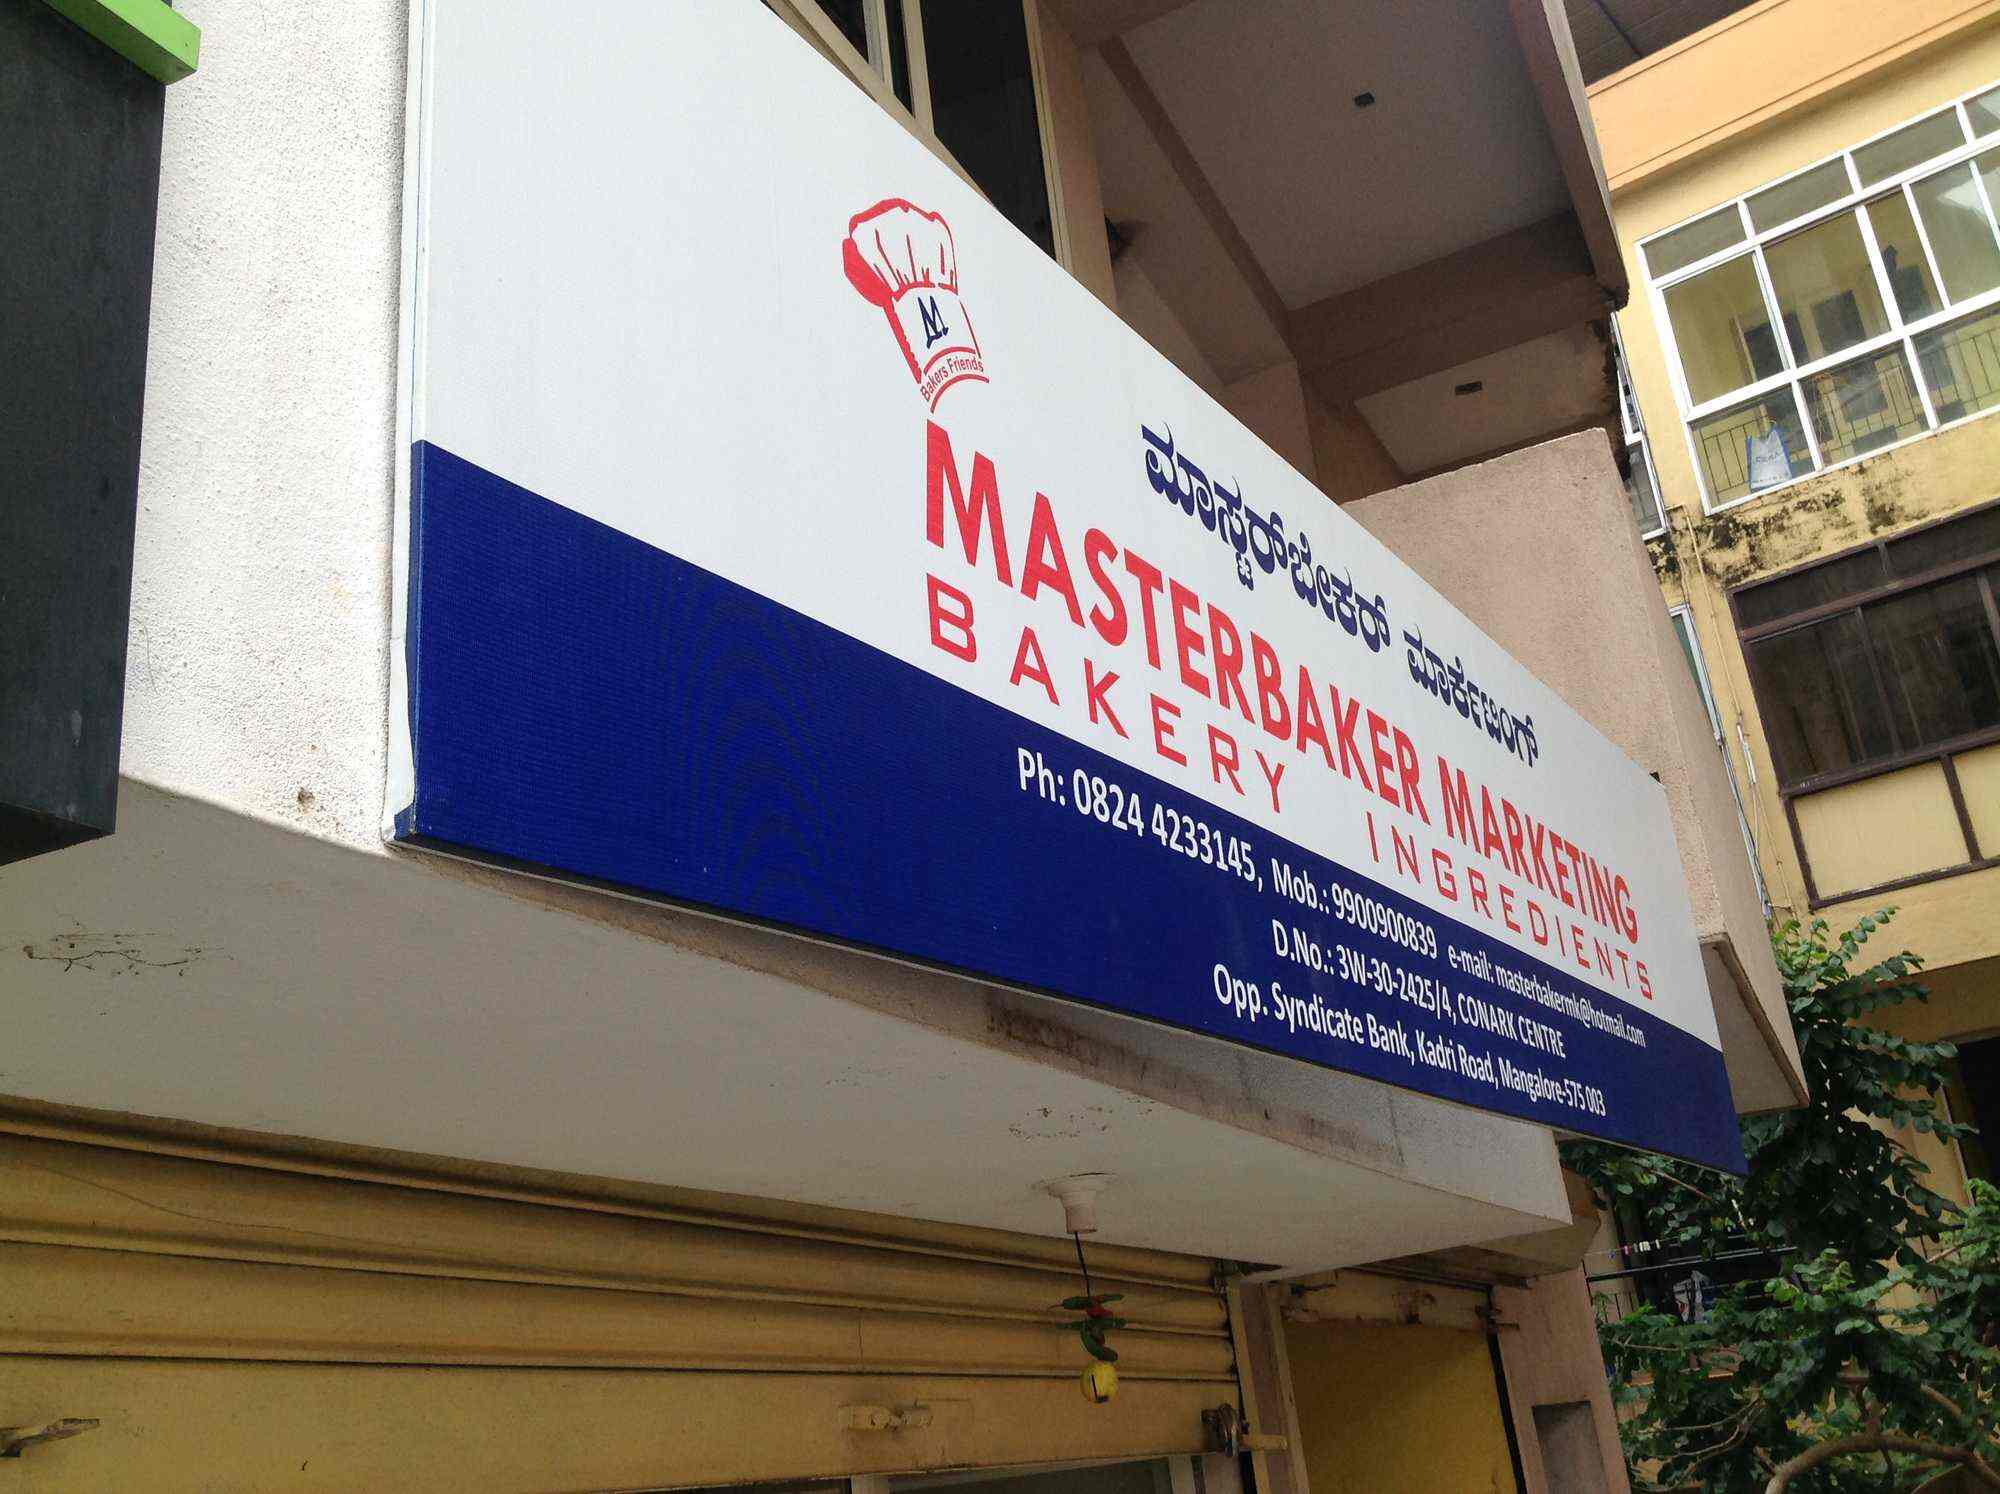 M
Bakers Friends
ಮಾಸ್ಟರ್‌ಬೇಕರ್ ಮಾರ್ಕೆಟಿಂಗ್
MASTERBAKER MARKETING
BAKERY INGREDIENTS
Ph: 0824 4233145, Mob.: 9900900839 e-mail: masterbakermk@hotmail.com
D.No.: 3W-30-2425/4, CONARK CENTRE
Opp. Syndicate Bank, Kadri Road, Mangalore-575 003